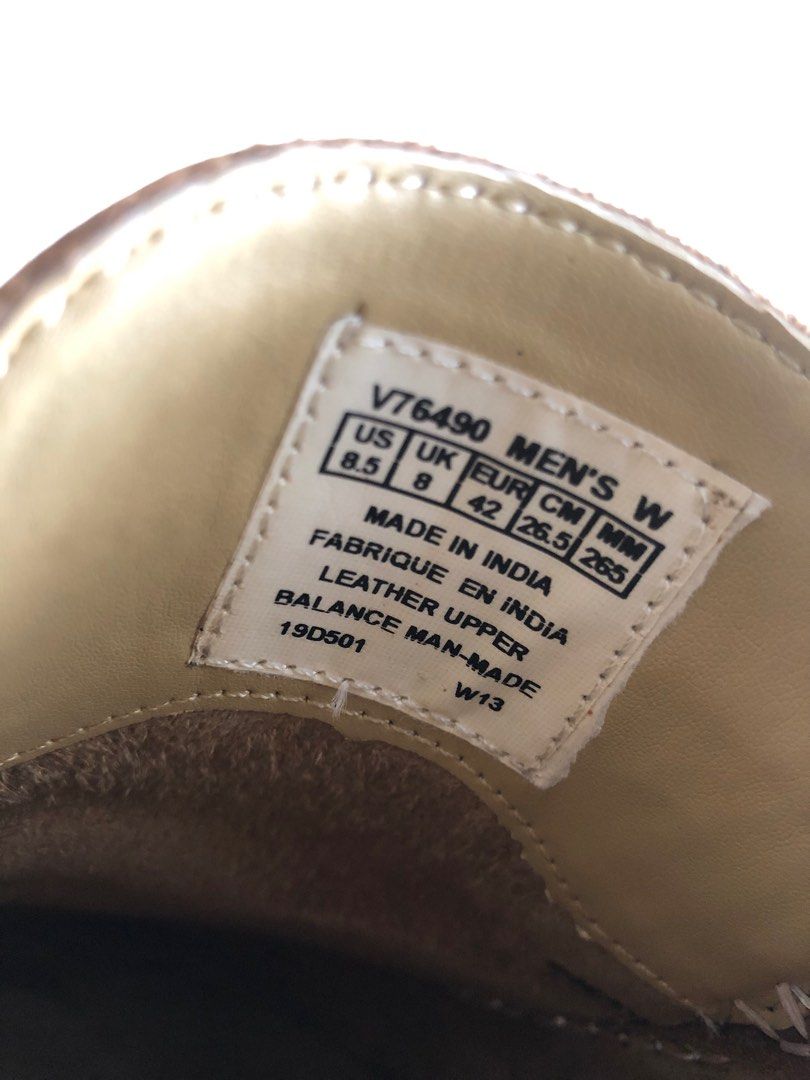 V76490 MEN'S W
US UK EUR CM MM
8.5 8 42 26.5 265
MADE IN INDIA
FABRIQUE EN INDIA
LEATHER UPPER
BALANCE MAN-MADE
19D501 W13